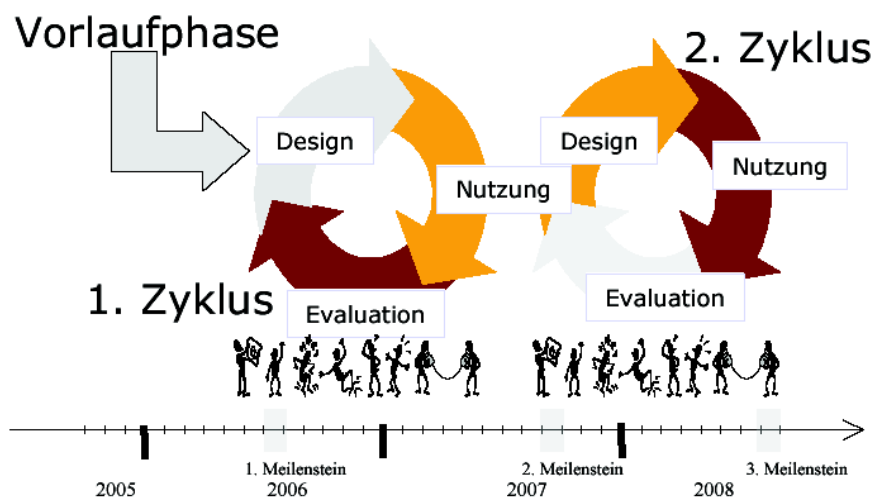 Vorlaufphase
2. Zyklus
Design
Nutzung
Evaluation
1. Zyklus
Design
Nutzung
Evaluation
1. Meilenstein
2. Meilenstein
3. Meilenstein
2005
2006
2007
2008